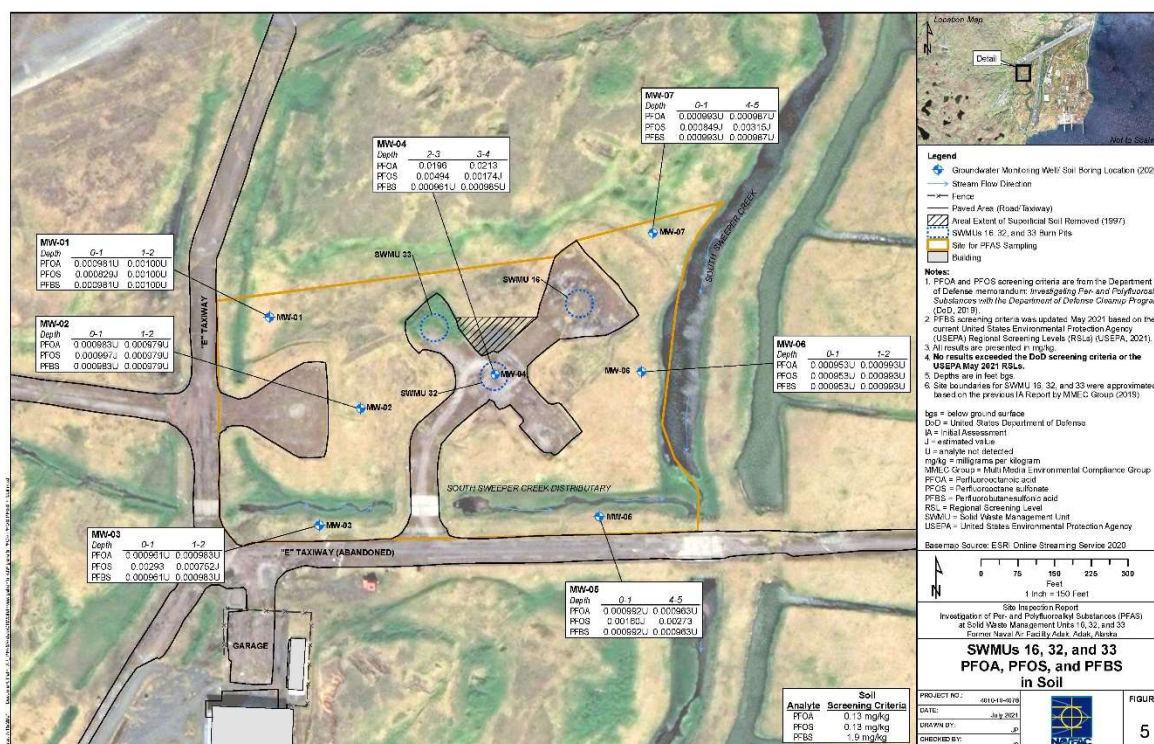 Location Map
N
Detail
Not to Scale
MW-07
Depth 0-1 4-5
PFOA 0.000993U 0.000987U
PFOS 0.000849J 0.00315J
PFBS 0.000993U 0.000987U
MW-04
Depth 2-3 3-4
PFOA 0.0196 0.0213
PFOS 0.00494 0.00174J
PFBS 0.000961U 0.000985U
MW-01
Depth 0-1 1-2
PFOA 0.000981U 0.00100U
PFOS 0.000829J 0.00100U
PFBS 0.000981U 0.00100U
MW-02
Depth 0-1 1-2
PFOA 0.000983U 0.000979U
PFOS 0.000997J 0.000979U
PFBS 0.000983U 0.000979U
MW-06
Depth 0-1 1-2
PFOA 0.000953U 0.000993U
PFOS 0.000953U 0.000993U
PFBS 0.000953U 0.000993U
MW-03
Depth 0-1 1-2
PFOA 0.000961U 0.000983U
PFOS 0.00293 0.000752J
PFBS 0.000961U 0.000983U
MW-05
Depth 0-1 4-5
PFOA 0.000992U 0.000963U
PFOS 0.00160J 0.00273
PFBS 0.000992U 0.000963U
MW-07
SWMU 33
SWMU 16
SOUTH SWEEPER CREEK
"E" TAXIWAY
MW-01
MW-04
MW-06
SWMU 32
MW-02
SOUTH SWEEPER CREEK DISTRIBUTARY
MW-03
MW-05
"E" TAXIWAY (ABANDONED)
GARAGE
Soil
Analyte Screening Criteria
PFOA 0.13 mg/kg
PFOS 0.13 mg/kg
PFBS 1.9 mg/kg
Legend
Groundwater Monitoring Well/ Soil Boring Location (202
Stream Flow Direction
Fence
Paved Area (Road/Taxiway)
Areal Extent of Superficial Soil Removed (1997)
SWMUs 16, 32, and 33 Burn Pits
Site for PFAS Sampling
Building
Notes:
1. PFOA and PFOS screening criteria are from the Department
of Defense memorandum: Investigating Per- and Polyfluoroalk
Substances with the Department of Defense Cleanup Progra
(DoD, 2019).
2. PFBS screening criteria was updated May 2021 based on the
current United States Environmental Protection Agency
(USEPA) Regional Screening Levels (RSLs) (USEPA, 2021).
3. All results are presented in mg/kg.
4. No results exceeded the DoD screening criteria or the
USEPA May 2021 RSLs.
5. Depths are in feet bgs.
6. Site boundaries for SWMU 16, 32, and 33 were approximated
based on the previous IA Report by MMEC Group (2019)
bgs = below ground surface
DoD = United States Department of Defense
IA = Initial Assessment
J = estimated value
U = analyte not detected
mg/kg = milligrams per kilogram
MMEC Group = Multi Media Environmental Compliance Group
PFOA = Perfluorooctanoic acid
PFOS = Perfluorooctane sulfonate
PFBS = Perfluorobutanesulfonic acid
RSL = Regional Screening Level
SWMU = Solid Waste Management Unit
USEPA = United States Environmental Protection Agency
Basemap Source: ESRI Online Streaming Service 2020
N
0 75 150 225 300
Feet
1 Inch = 150 Feet
Site Inspection Report
Investigation of Per- and Polyfluoroalkyl Substances (PFAS)
at Solid Waste Management Units 16, 32, and 33
Former Naval Air Facility Adak, Adak, Alaska
SWMUs 16, 32, and 33
PFOA, PFOS, and PFBS
in Soil
PROJECT NO.: 4010-19-4078
DATE: July 2021
DRAWN BY: JP
CHECKED BY:
NAVFAC
FIGUR
5